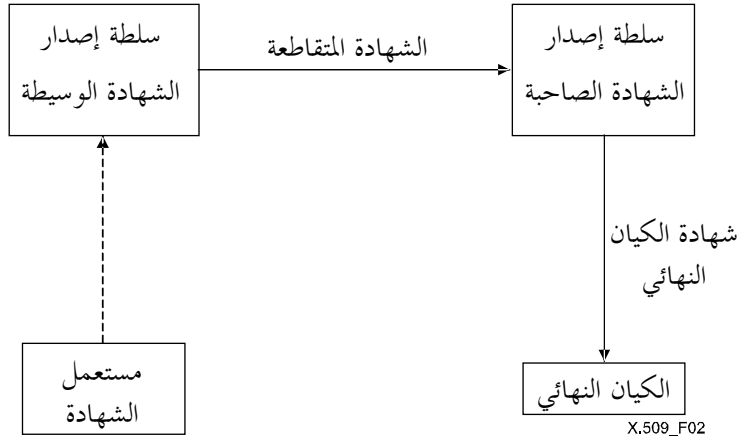 سلطة إصدار
الشهادة الصاحبة
الشهادة المتقاطعة
سلطة إصدار
الشهادة الوسيطة
شهادة الكيان
النهائي
الكيان النهائي
مستعمل
الشهادة
X.509_F02